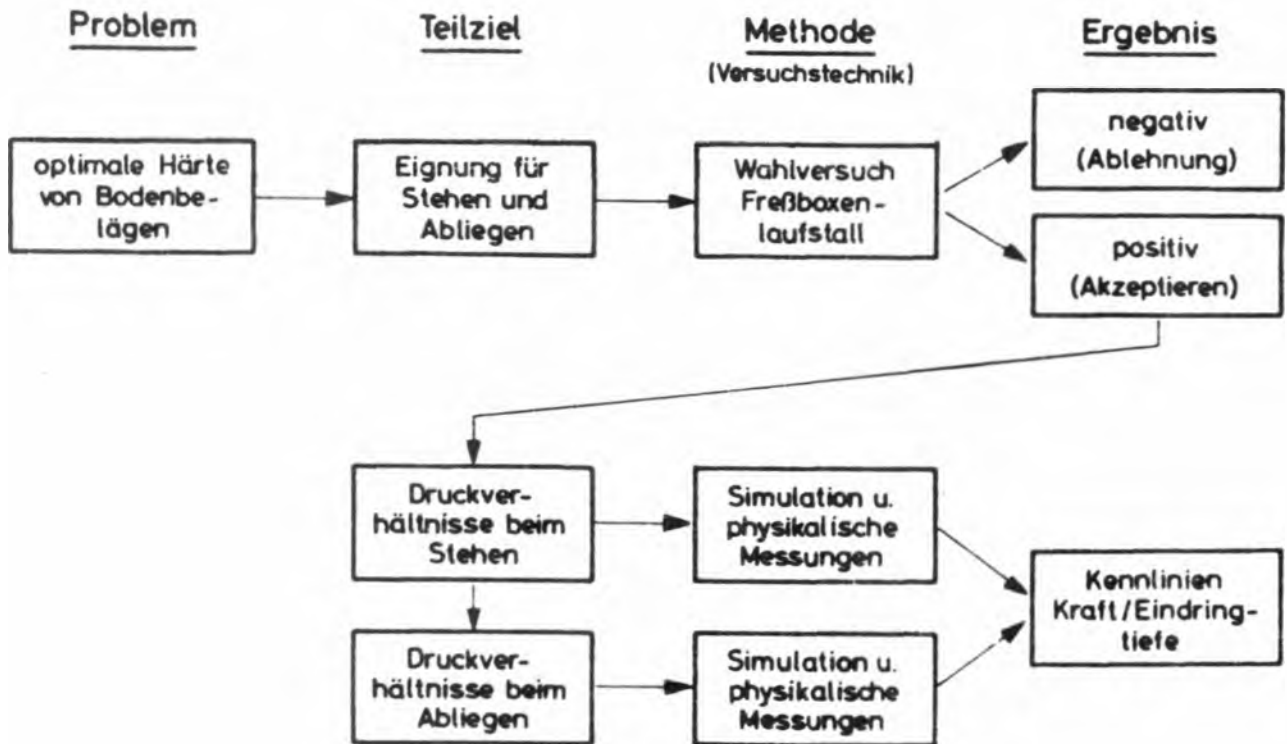 Problem
Teilziel
Methode
(Versuchstechnik)
Ergebnis
optimale Härte
von Bodenbe-
lägen
Eignung für
Stehen und
Abliegen
Wahlversuch
Freßboxen-
laufstall
negativ
(Ablehnung)
positiv
(Akzeptieren)
Druckver-
hältnisse beim
Stehen
Simulation u.
physikalische
Messungen
Kennlinien
Kraft/Eindring-
tiefe
Druckver-
hältnisse beim
Abliegen
Simulation u.
physikalische
Messungen